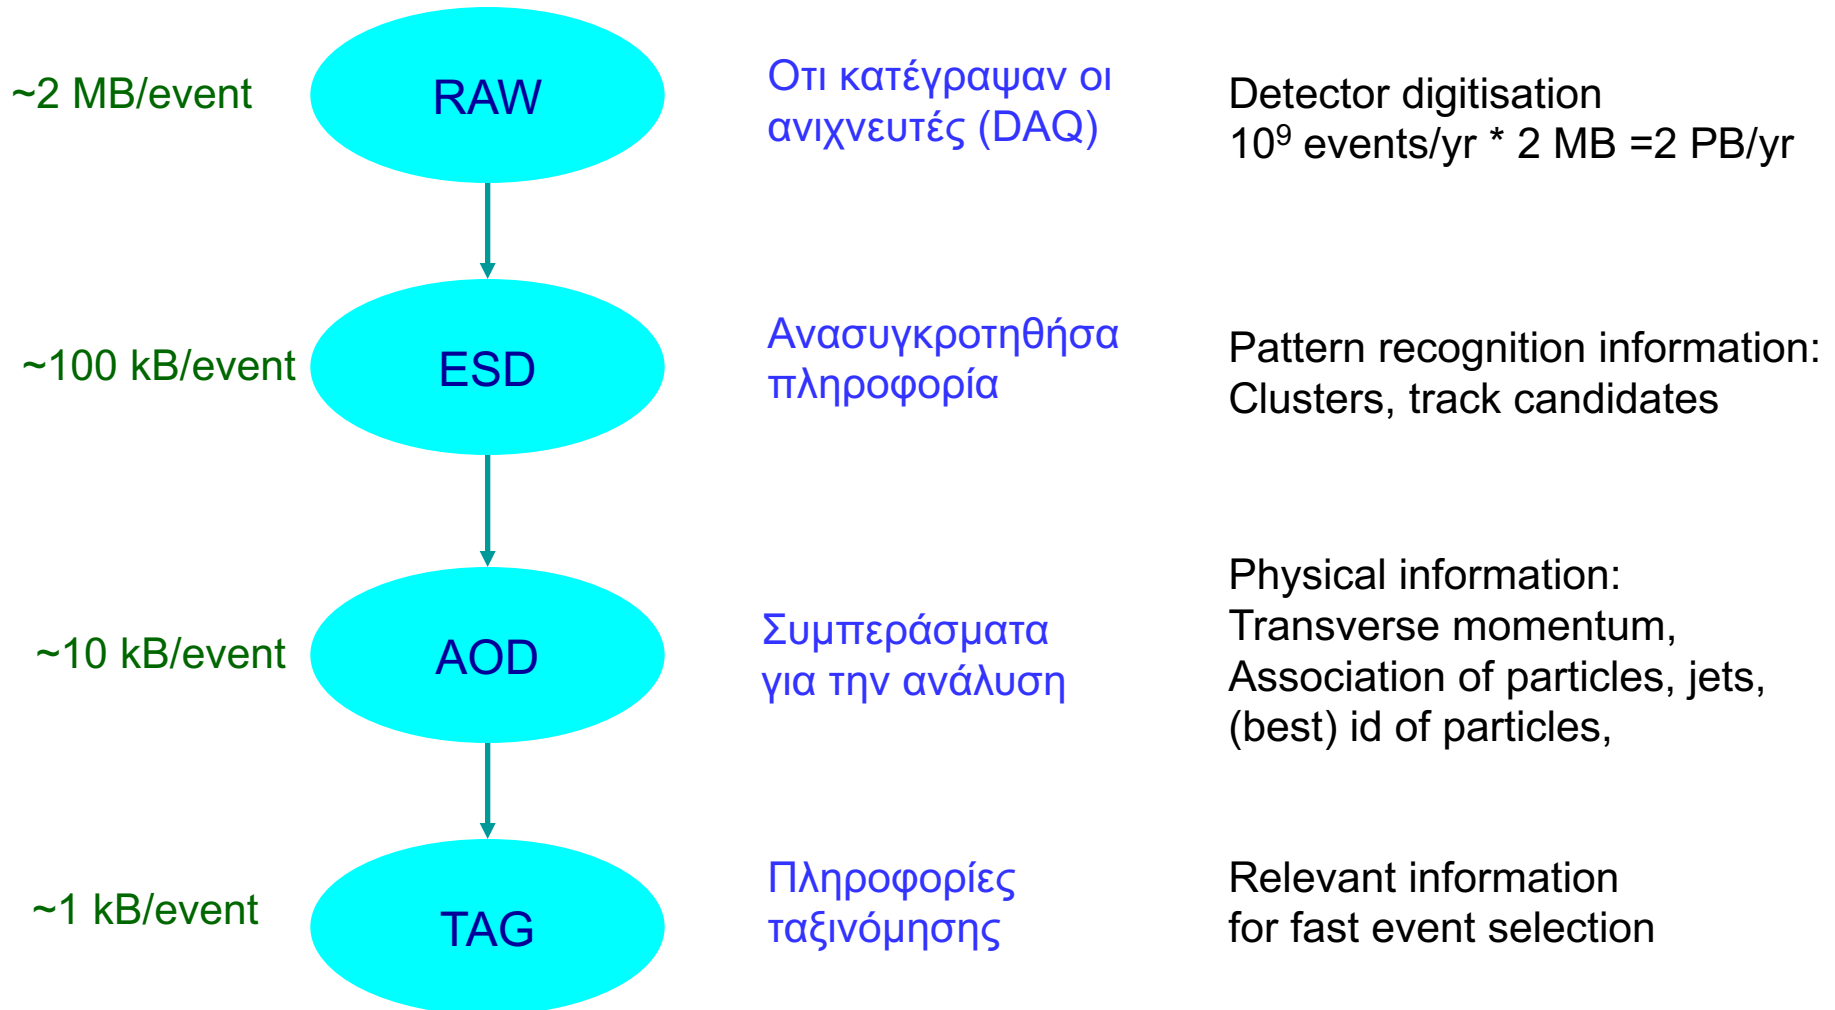 ~2 MB/event
RAW
Οτι κατέγραψαν οι
ανιχνευτές (DAQ)
Detector digitisation
10⁹ events/yr * 2 MB =2 PB/yr
~100 kB/event
ESD
Ανασυγκροτηθήσα
πληροφορία
Pattern recognition information:
Clusters, track candidates
~10 kB/event
AOD
Συμπεράσματα
για την ανάλυση
Physical information:
Transverse momentum,
Association of particles, jets,
(best) id of particles,
~1 kB/event
TAG
Πληροφορίες
ταξινόμησης
Relevant information
for fast event selection